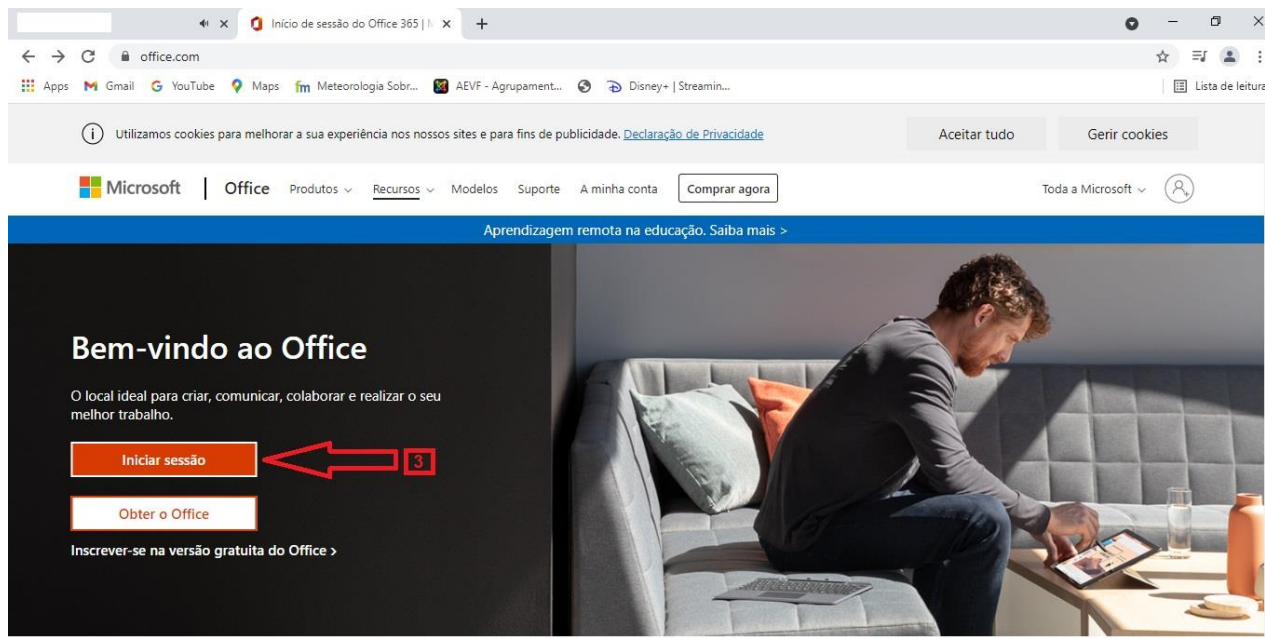 Início de sessão do Office 365 |
office.com
Apps Gmail YouTube Maps fm Meteorologia Sobr... AEVF - Agrupament... Disney+ | Streamin... Lista de leitura
Utilizamos cookies para melhorar a sua experiência nos nossos sites e para fins de publicidade. Declaração de Privacidade Aceitar tudo Gerir cookies
Microsoft | Office Produtos Recursos Modelos Suporte A minha conta Comprar agora Toda a Microsoft
Aprendizagem remota na educação. Saiba mais >
Bem-vindo ao Office
O local ideal para criar, comunicar, colaborar e realizar o seu
melhor trabalho.
Iniciar sessão 3
Obter o Office
Inscrever-se na versão gratuita do Office >